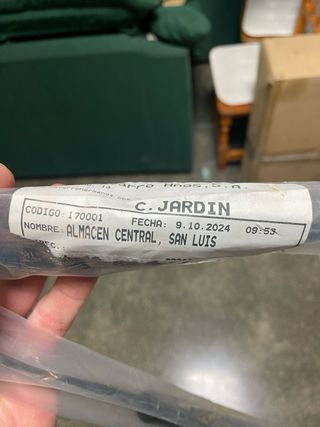 C. JARDIN
CODIGO: 170001 FECHA: 9.10.2024 09:53
NOMBRE: ALMACEN CENTRAL, SAN LUIS